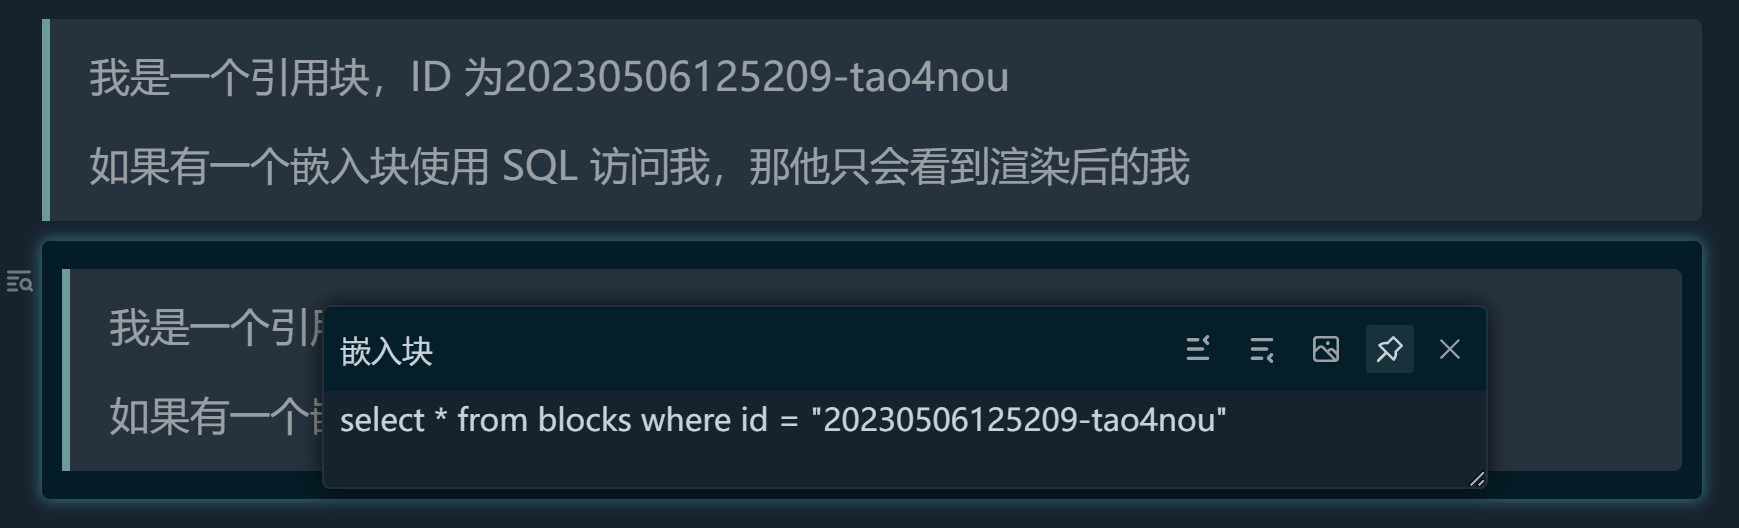 我是一个引用块，ID 为20230506125209-tao4nou
如果有一个嵌入块使用 SQL 访问我，那他只会看到渲染后的我
我是一个引
嵌入块
如果有一个
select * from blocks where id = "20230506125209-tao4nou"